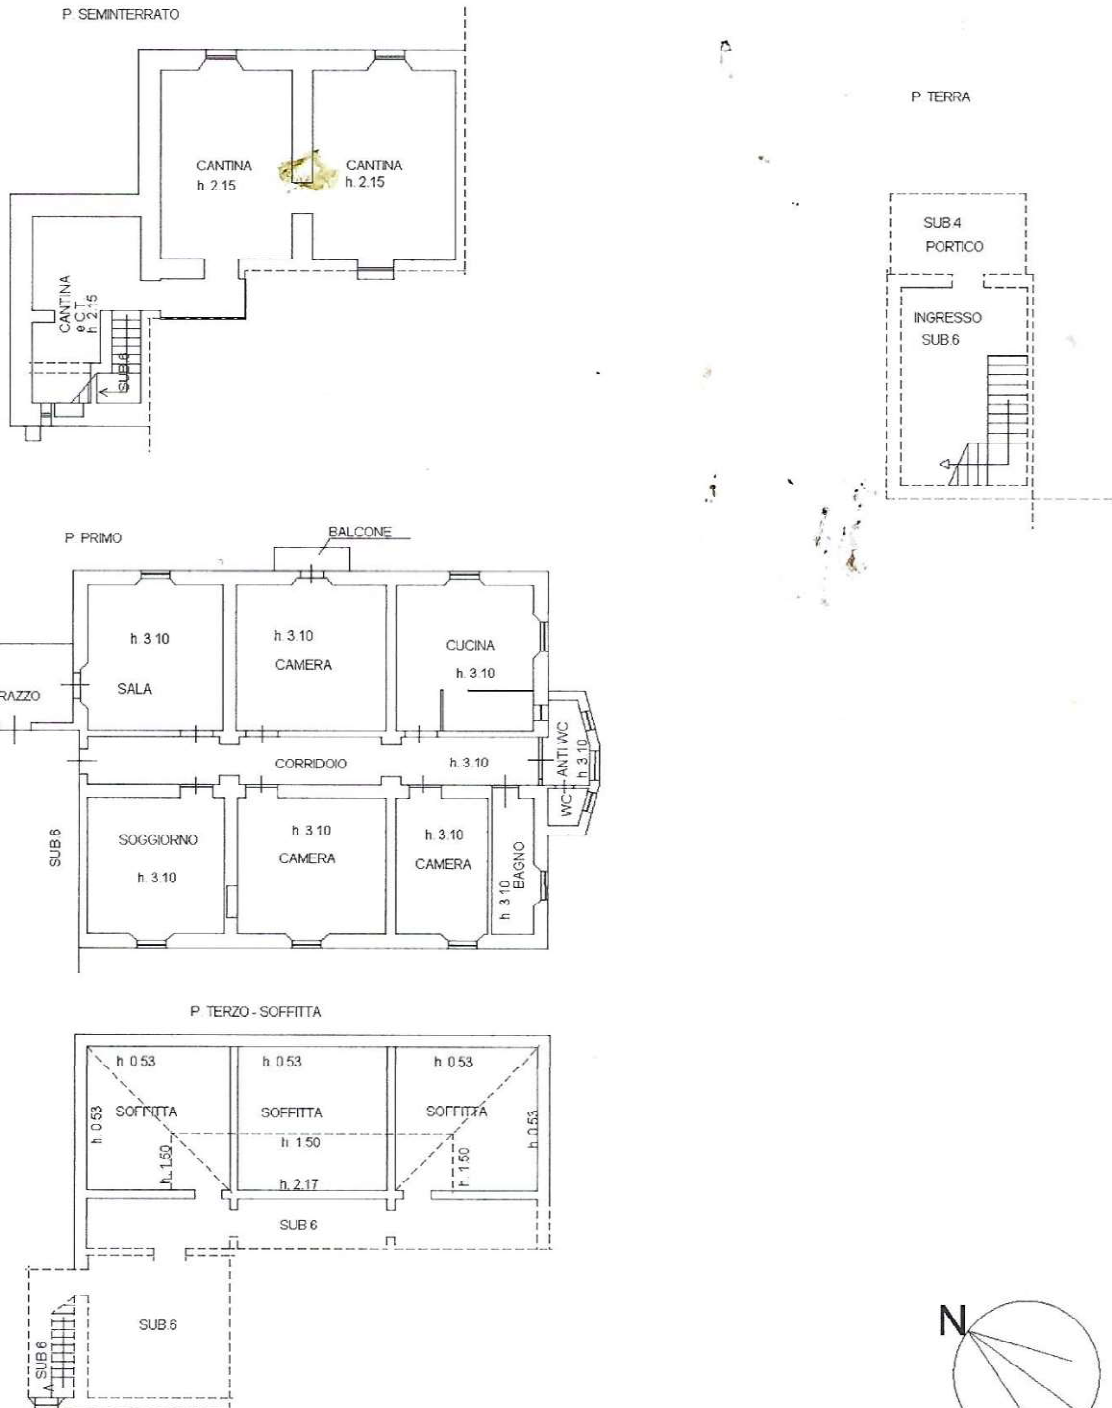 P. SEMINTERRATO
CANTINA
h. 2.15
CANTINA
h. 2.15
CANTINA
e C.T.
h. 2.15
SUB.6
P. TERRA
SUB.4
PORTICO
INGRESSO
SUB.6
P. PRIMO
BALCONE
h. 3.10
SALA
h. 3.10
CAMERA
CUCINA
h. 3.10
RAZZO
CORRIDOIO
h. 3.10
ANTI WC
h. 3.10
WC
SUB.6
SOGGIORNO
h. 3.10
h. 3.10
CAMERA
h. 3.10
CAMERA
BAGNO
h. 3.10
P. TERZO - SOFFITTA
h. 0.53
h. 0.53
h. 0.53
h. 0.53
SOFFITTA
SOFFITTA
SOFFITTA
h. 0.53
h. 1.50
h. 1.50
h. 1.50
h. 2.17
SUB.6
SUB.6
SUB.6
N